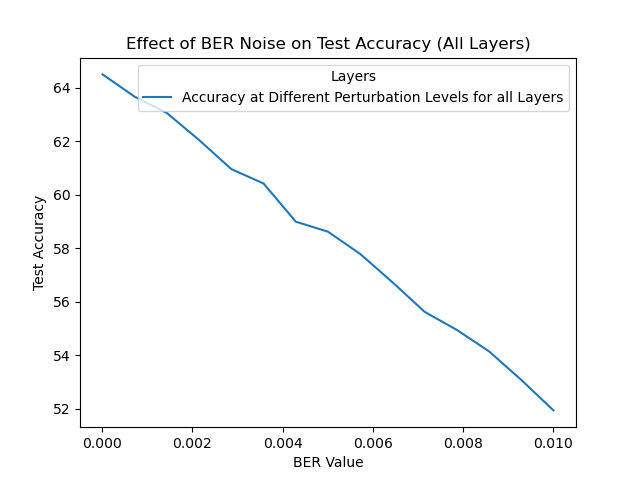 Effect of BER Noise on Test Accuracy (All Layers)
Layers
Accuracy at Different Perturbation Levels for all Layers
Test Accuracy
64
62
60
58
56
54
52
0.000 0.002 0.004 0.006 0.008 0.010
BER Value